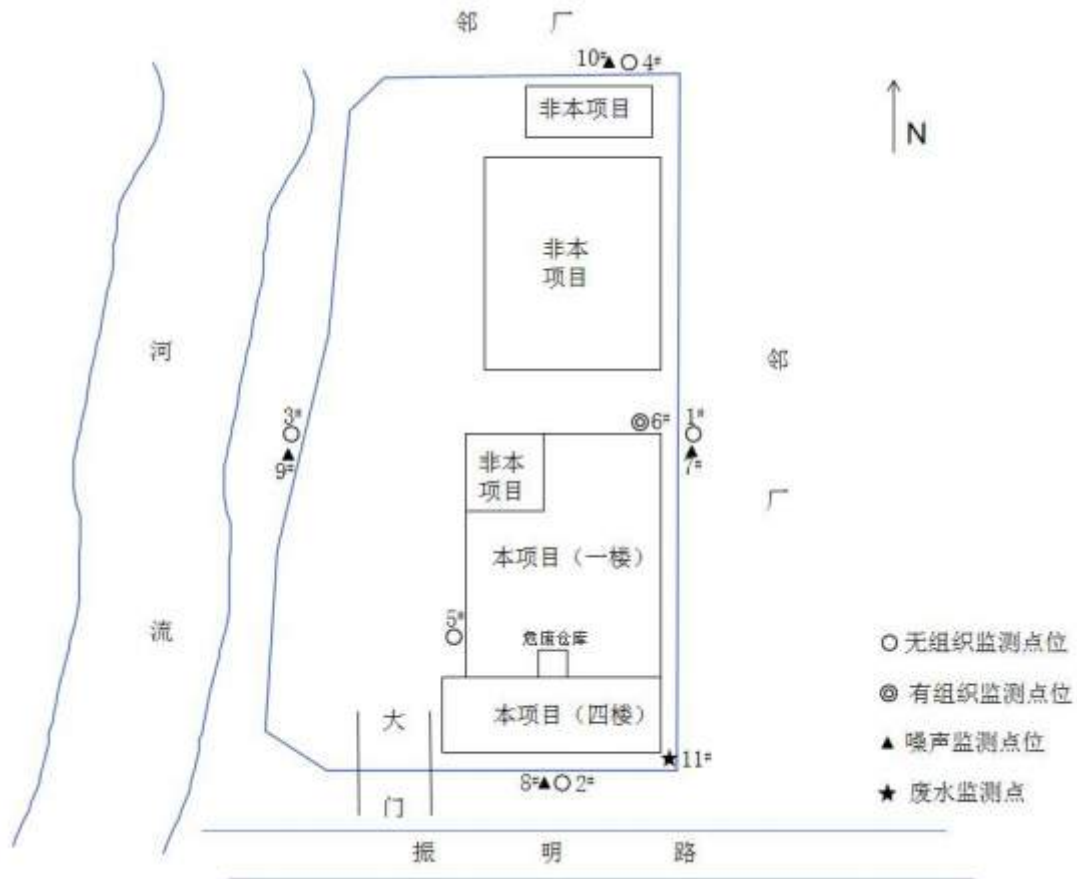 邻 厂
10#▲○4#
非本项目
N
非本
项目
河
邻
3#
◎6#
1#
9#
7#
非本
项目
厂
本项目（一楼）
5#
流
危废仓库
○无组织监测点位
◎有组织监测点位
本项目（四楼）
大
▲噪声监测点位
★11#
8#▲○2#
★废水监测点
门
振 明 路